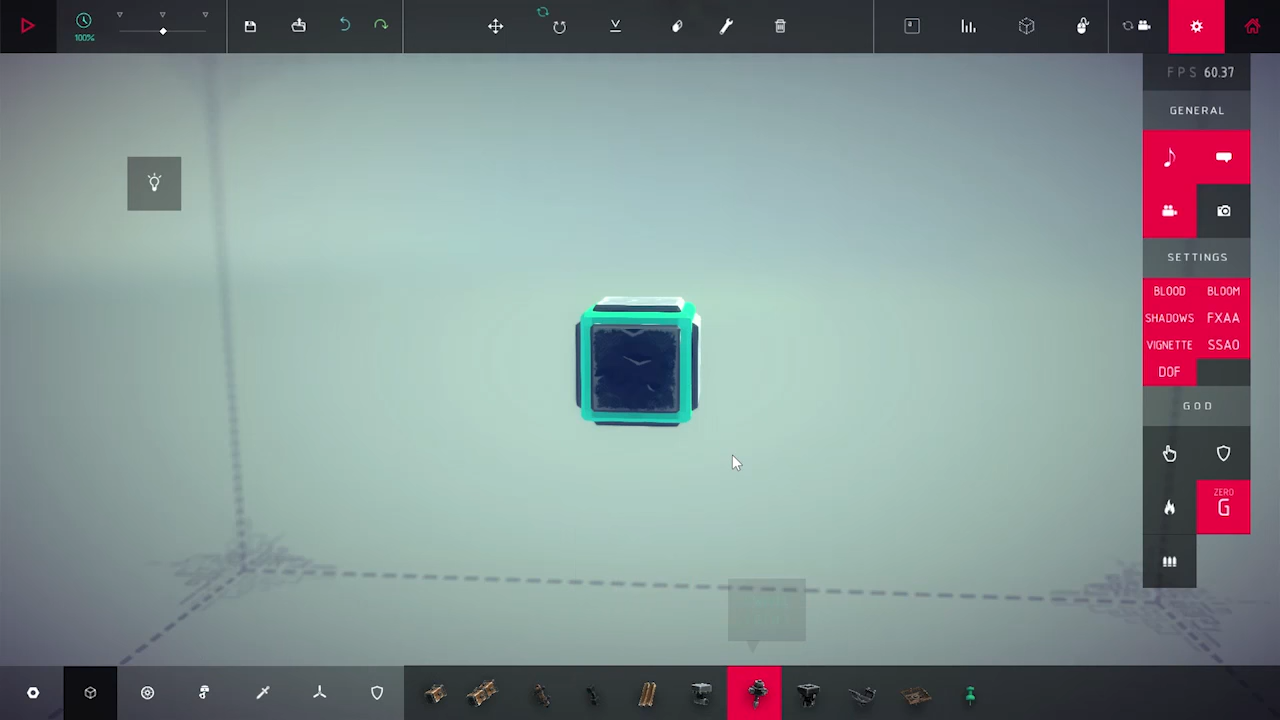 100%
FPS 60.37
GENERAL
SETTINGS
BLOOD BLOOM
SHADOWS FXAA
VIGNETTE SSAO
DOF
GOD
ZERO
G